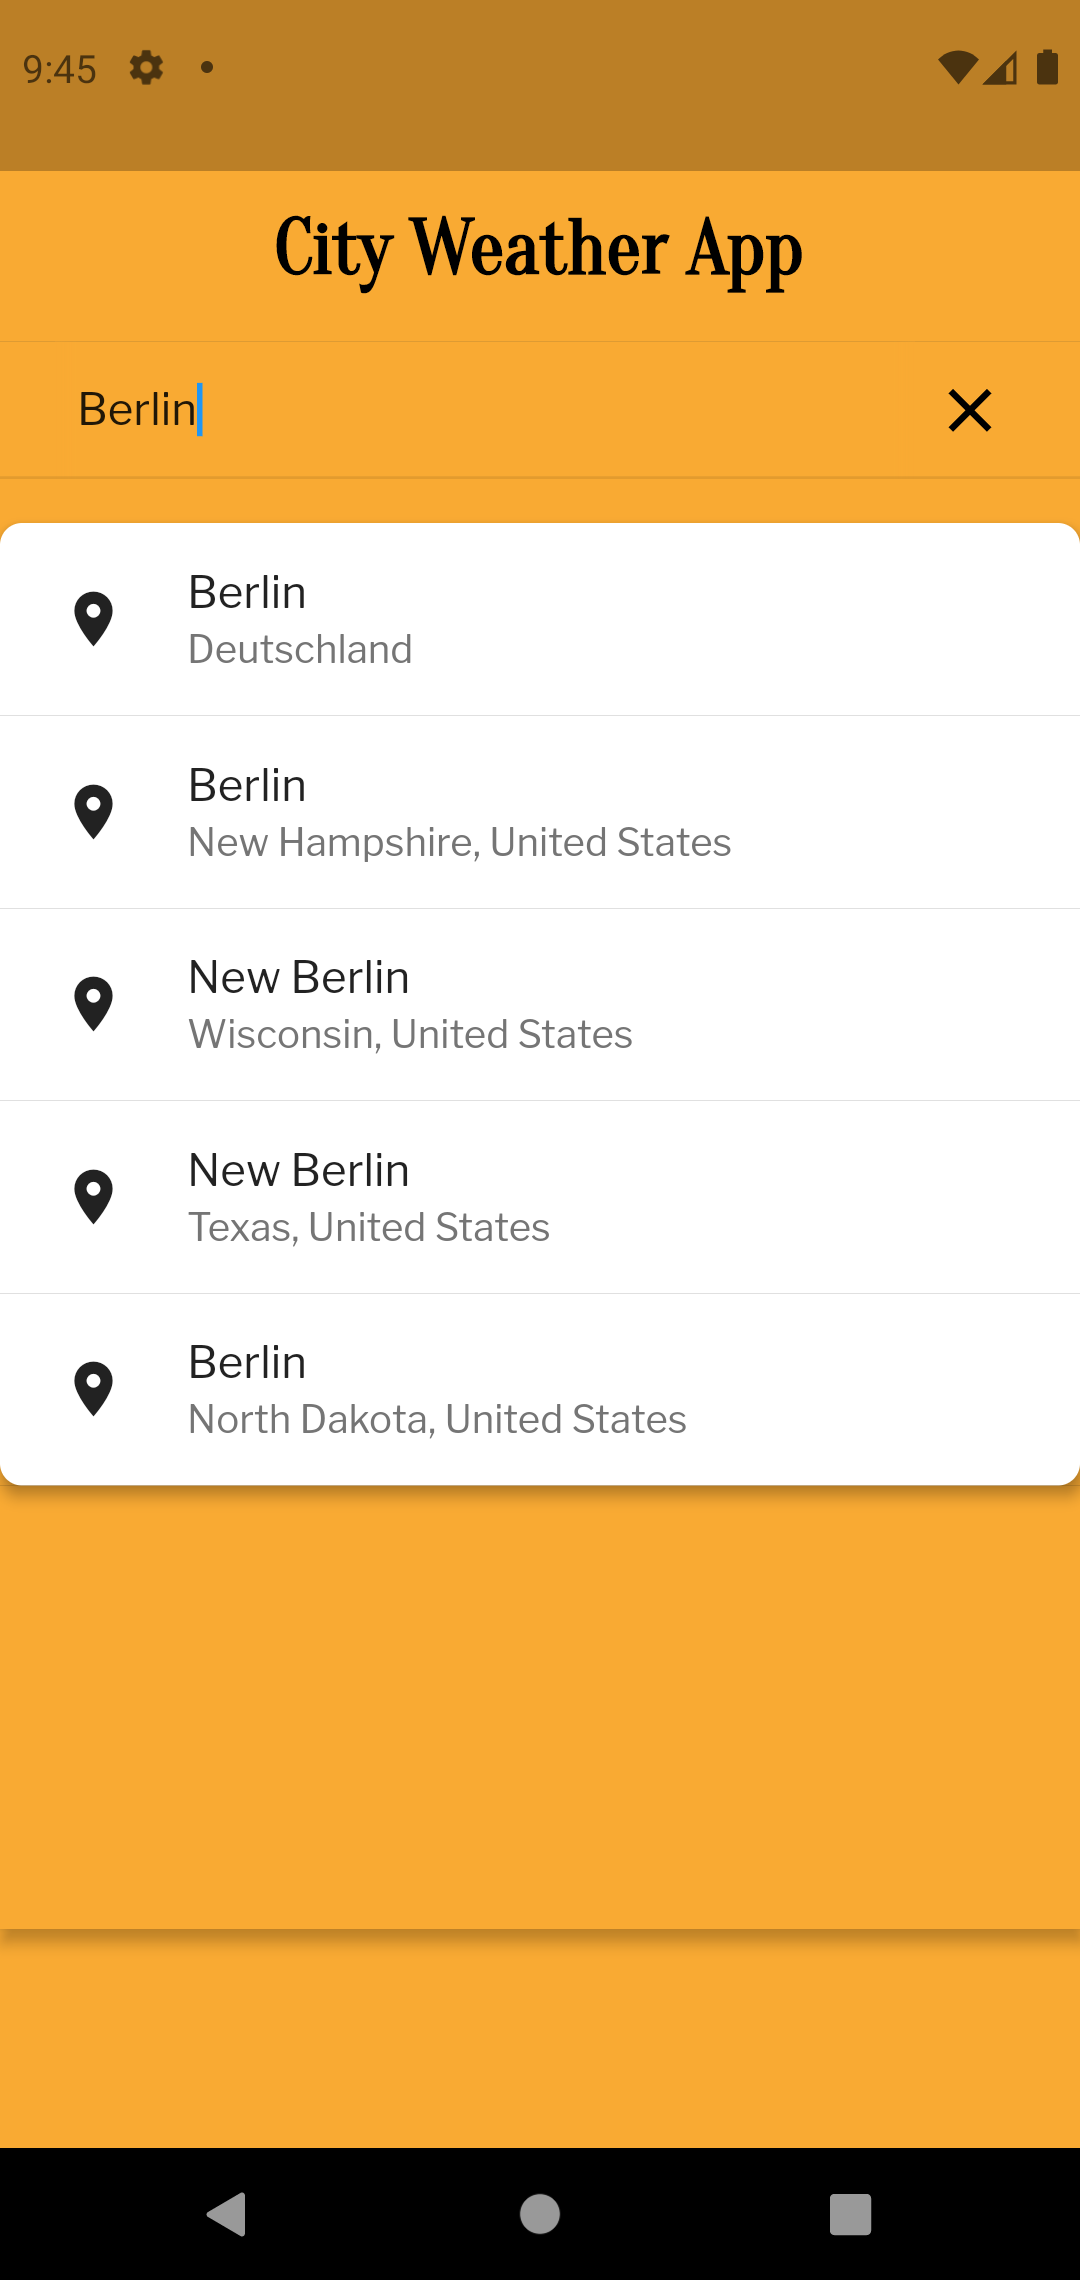 9:45
City Weather App
Berlin
Berlin
Deutschland
Berlin
New Hampshire, United States
New Berlin
Wisconsin, United States
New Berlin
Texas, United States
Berlin
North Dakota, United States